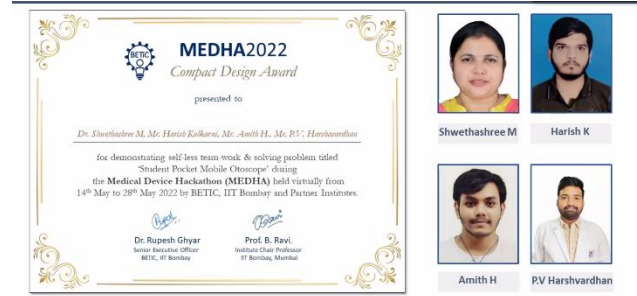 BETIC
MEDHA2022
Compact Design Award
presented to
Dr. Shwethashree M, Mr. Harish Kulkarni, Mr. Amith H., Mr. P.V. Harshavardhan
for demonstrating self-less team-work & solving problem titled
'Student Pocket Mobile Otoscope' during
the Medical Device Hackathon (MEDHA) held virtually from
14th May to 28th May 2022 by BETIC, IIT Bombay and Partner Institutes.
Dr. Rupesh Ghyar
Senior Executive Officer
BETIC, IIT Bombay
Prof. B. Ravi,
Institute Chair Professor
IIT Bombay, Mumbai
Shwethashree M
Harish K
Amith H
P.V Harshvardhan